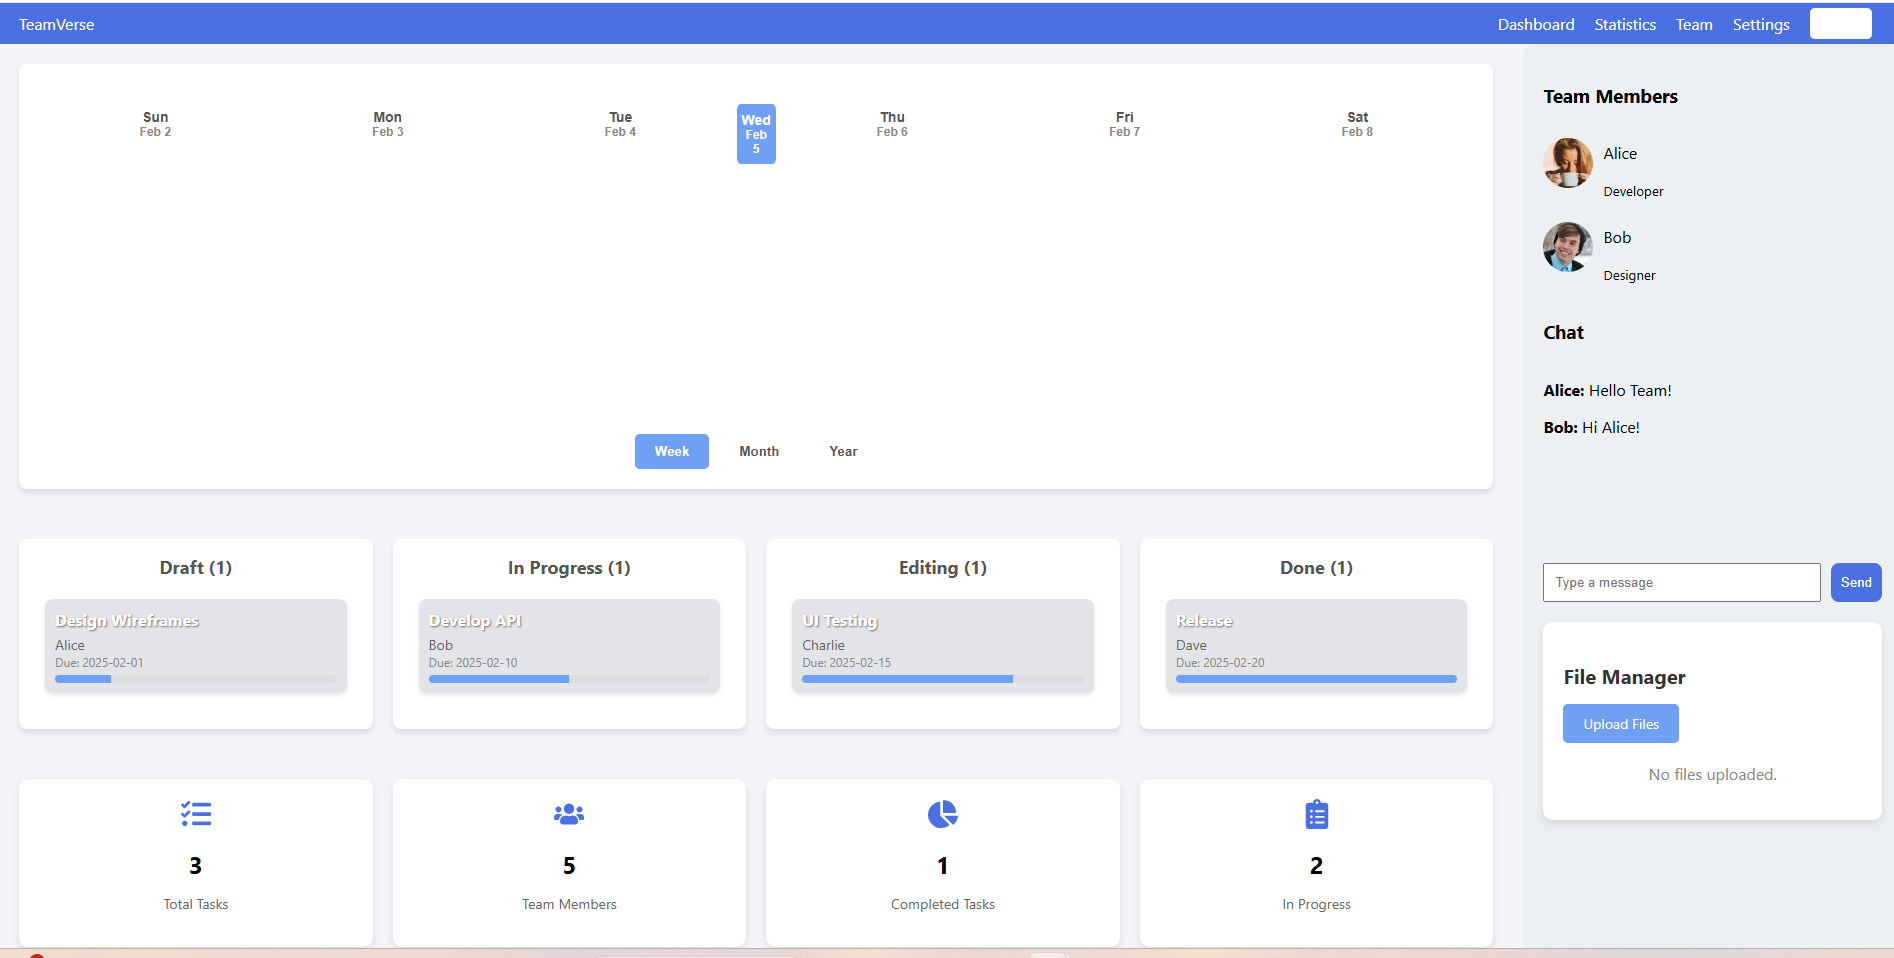 TeamVerse
Dashboard Statistics Team Settings
Sun Mon Tue Wed Thu Fri Sat
Feb 2 Feb 3 Feb 4 Feb 5 Feb 6 Feb 7 Feb 8
Week Month Year
Draft (1)
Design Wireframes
Alice
Due: 2025-02-01
In Progress (1)
Develop API
Bob
Due: 2025-02-10
Editing (1)
UI Testing
Charlie
Due: 2025-02-15
Done (1)
Release
Dave
Due: 2025-02-20
3
Total Tasks
5
Team Members
1
Completed Tasks
2
In Progress
Team Members
Alice
Developer
Bob
Designer
Chat
Alice: Hello Team!
Bob: Hi Alice!
Type a message
Send
File Manager
Upload Files
No files uploaded.